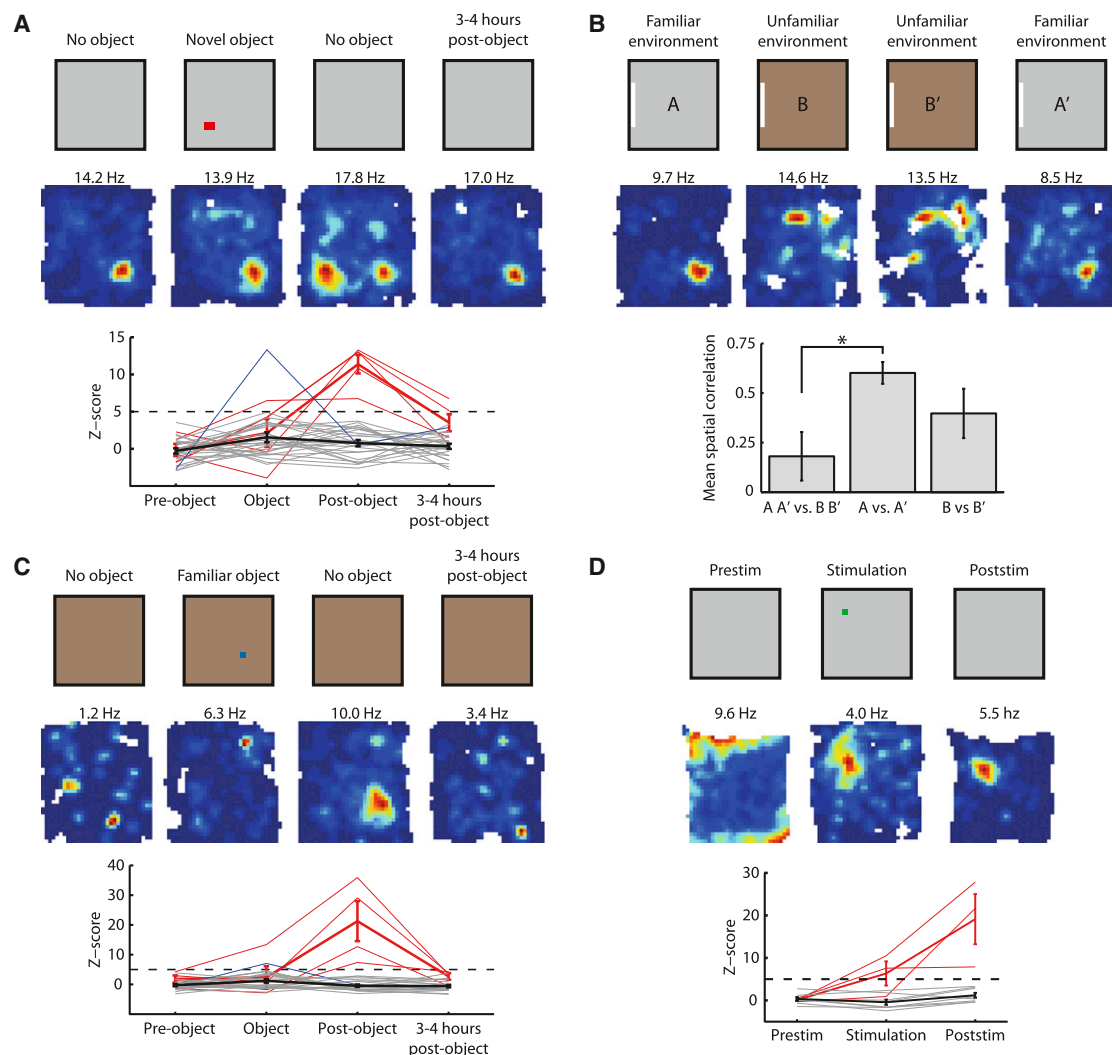 A
No object
Novel object
No object
3-4 hours
post-object
14.2 Hz
13.9 Hz
17.8 Hz
17.0 Hz
Z-score
15
10
5
0
Pre-object
Object
Post-object
3-4 hours
post-object
B
Familiar
environment
Unfamiliar
environment
Unfamiliar
environment
Familiar
environment
A
B
B′
A′
9.7 Hz
14.6 Hz
13.5 Hz
8.5 Hz
Mean spatial correlation
0.75
0.5
0.25
0
*
A A′ vs. B B′
A vs. A′
B vs B′
C
No object
Familiar object
No object
3-4 hours
post-object
1.2 Hz
6.3 Hz
10.0 Hz
3.4 Hz
Z-score
40
30
20
10
0
Pre-object
Object
Post-object
3-4 hours
post-object
D
Prestim
Stimulation
Poststim
9.6 Hz
4.0 Hz
5.5 hz
Z-score
30
20
10
0
Prestim
Stimulation
Poststim